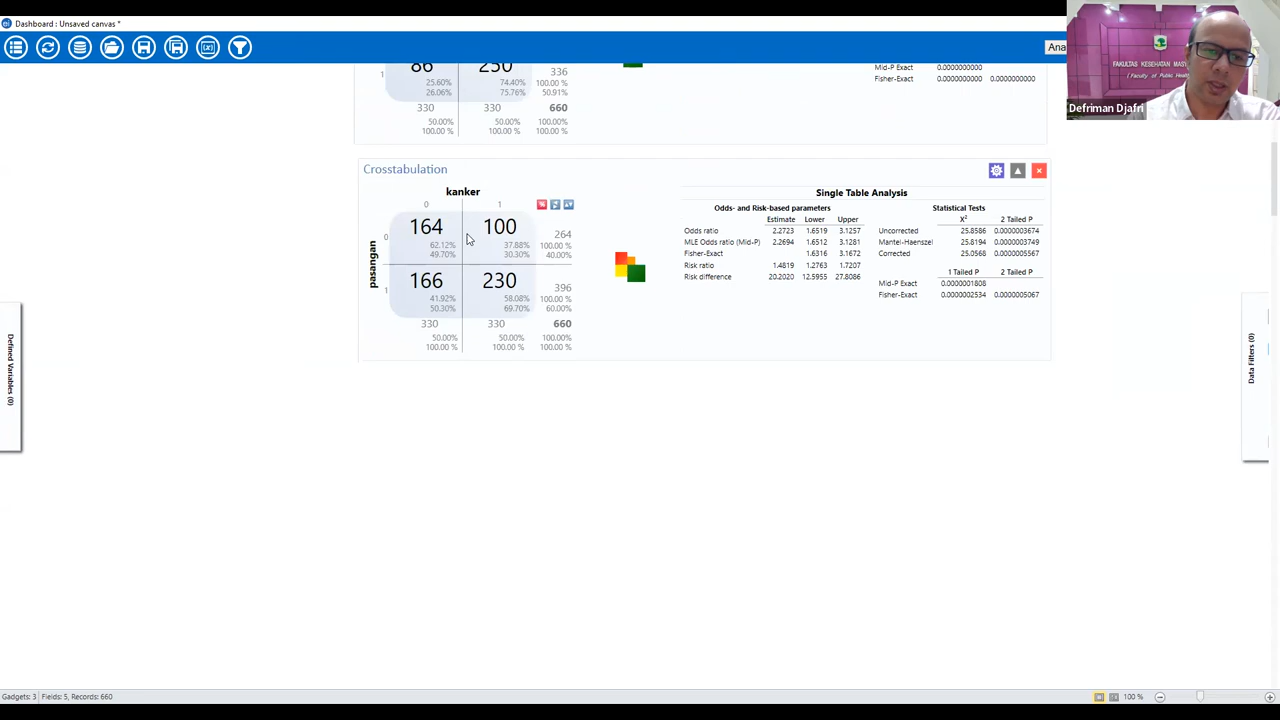 Dashboard : Unsaved canvas *
Ana
FAKULTAS KESEHATAN MAS
(Faculty of Public Heal
Defriman Djafri
1 86 250 336
25.60% 74.40% 100.00 %
26.06% 75.76% 50.91%
330 330 660
50.00% 50.00% 100.00%
100.00 % 100.00 % 100.00 %
Mid-P Exact 0.0000000000
Fisher-Exact 0.0000000000 0.0000000000
Crosstabulation
kanker
0 1
pasangan
0 164 100 264
62.12% 37.88% 100.00 %
49.70% 30.30% 40.00%
1 166 230 396
41.92% 58.08% 100.00 %
50.30% 69.70% 60.00%
330 330 660
50.00% 50.00% 100.00%
100.00 % 100.00 % 100.00 %
Single Table Analysis
Odds- and Risk-based parameters
Estimate Lower Upper
Odds ratio 2.2723 1.6519 3.1257
MLE Odds ratio (Mid-P) 2.2694 1.6512 3.1281
Fisher-Exact 1.6316 3.1672
Risk ratio 1.4819 1.2763 1.7207
Risk difference 20.2020 12.5955 27.8086
Statistical Tests
X² 2 Tailed P
Uncorrected 25.8586 0.0000003674
Mantel-Haenszel 25.8194 0.0000003749
Corrected 25.0568 0.0000005567
1 Tailed P 2 Tailed P
Mid-P Exact 0.0000001808
Fisher-Exact 0.0000002534 0.0000005067
Defined Variables (0)
Data Filters (0)
Gadgets: 3 Fields: 5, Records: 660
100 %